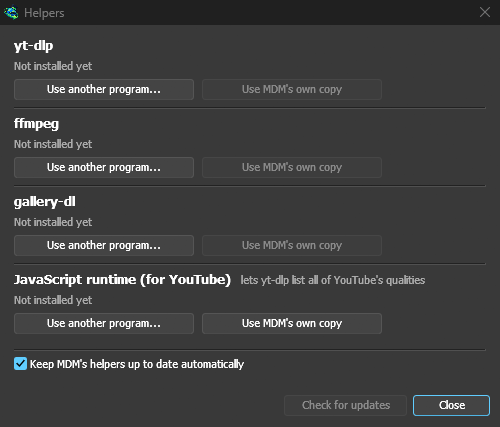 Helpers
yt-dlp
Not installed yet
Use another program... Use MDM's own copy
ffmpeg
Not installed yet
Use another program... Use MDM's own copy
gallery-dl
Not installed yet
Use another program... Use MDM's own copy
JavaScript runtime (for YouTube) lets yt-dlp list all of YouTube's qualities
Not installed yet
Use another program... Use MDM's own copy
Keep MDM's helpers up to date automatically
Check for updates Close